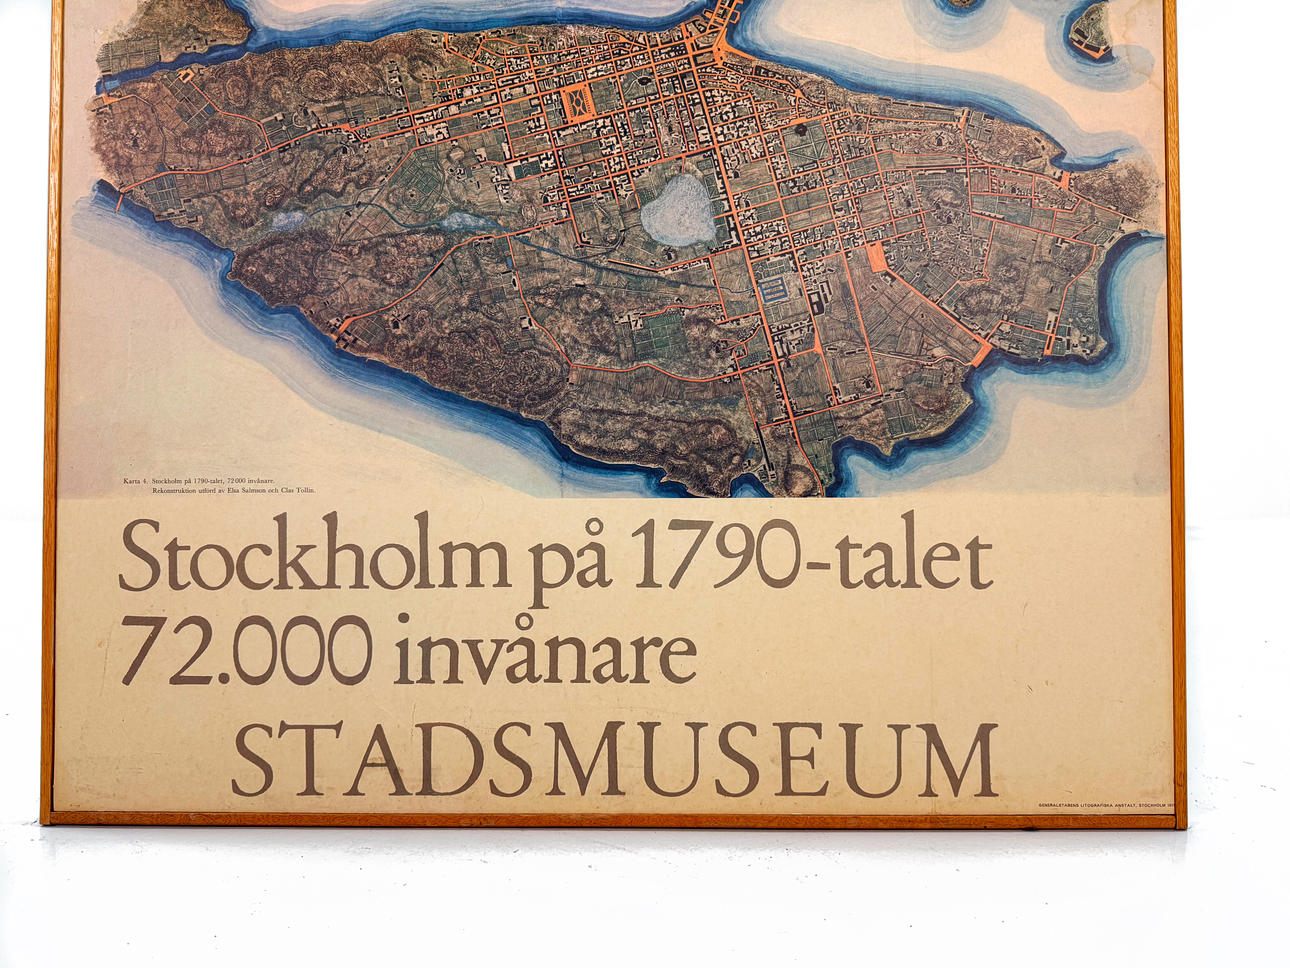 Karta 4. Stockholm på 1790-talet, 72 000 invånare.
Rekonstruktion utförd av Elsa Salmson och Clas Tollin.
Stockholm på 1790-talet
72.000 invånare
STADSMUSEUM
GENERALSTABENS LITOGRAFISKA ANSTALT, STOCKHOLM